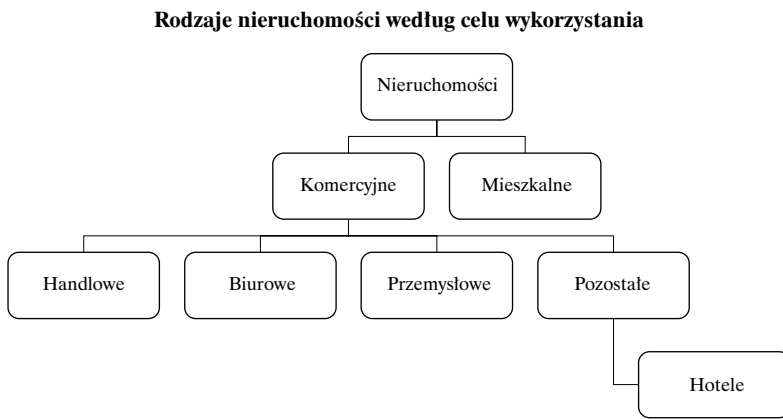 Rodzaje nieruchomości według celu wykorzystania
Nieruchomości
Komercyjne
Mieszkalne
Handlowe
Biurowe
Przemysłowe
Pozostałe
Hotele